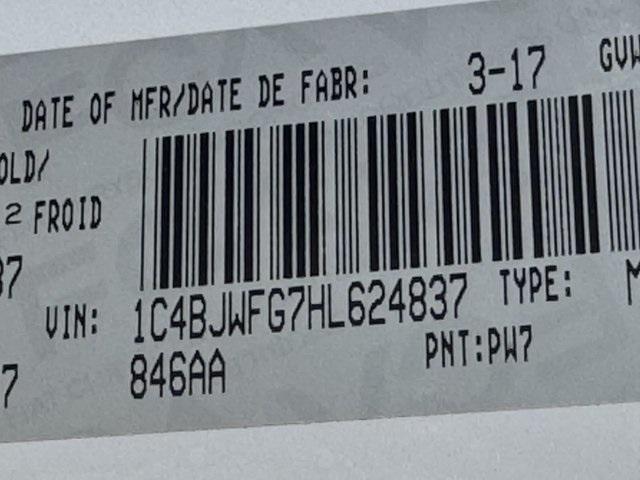 DATE OF MFR/DATE DE FABR: 3-17 GVW
OLD/
2 FROID
37
VIN: 1C4BJWFG7HL624837 TYPE: M
7 846AA PNT:PW7